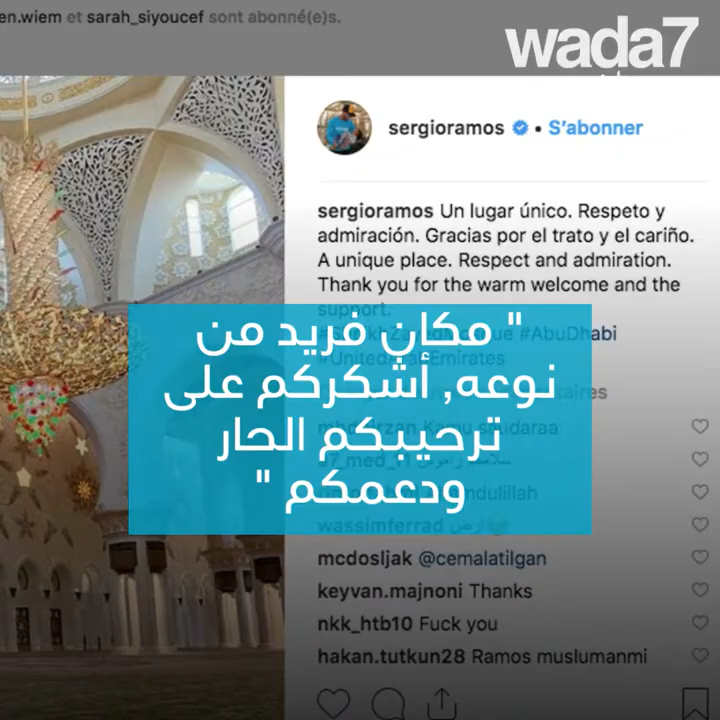 en.wiem et sarah_siyoucef sont abonné(e)s.
wada7
sergioramos • S'abonner
sergioramos Un lugar único. Respeto y
admiración. Gracias por el trato y el cariño.
A unique place. Respect and admiration.
Thank you for the warm welcome and the
support.
#AbuDhabi
#UnitedArabEmirates
" مكان فريد من
نوعه, أشكركم على
ترحيبكم الحار
ودعمكم "
wassimferrad
mcdosljak @cemalatilgan
keyvan.majnoni Thanks
nkk_htb10 Fuck you
hakan.tutkun28 Ramos muslumanmi